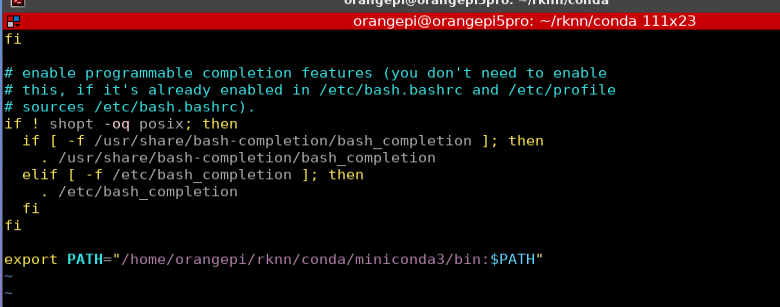 orangepi@orangepi5pro: ~/rknn/conda
orangepi@orangepi5pro: ~/rknn/conda 111x23
fi
# enable programmable completion features (you don't need to enable
# this, if it's already enabled in /etc/bash.bashrc and /etc/profile
# sources /etc/bash.bashrc).
if ! shopt -oq posix; then
  if [ -f /usr/share/bash-completion/bash_completion ]; then
    . /usr/share/bash-completion/bash_completion
  elif [ -f /etc/bash_completion ]; then
    . /etc/bash_completion
  fi
fi
export PATH="/home/orangepi/rknn/conda/miniconda3/bin:$PATH"
~
~